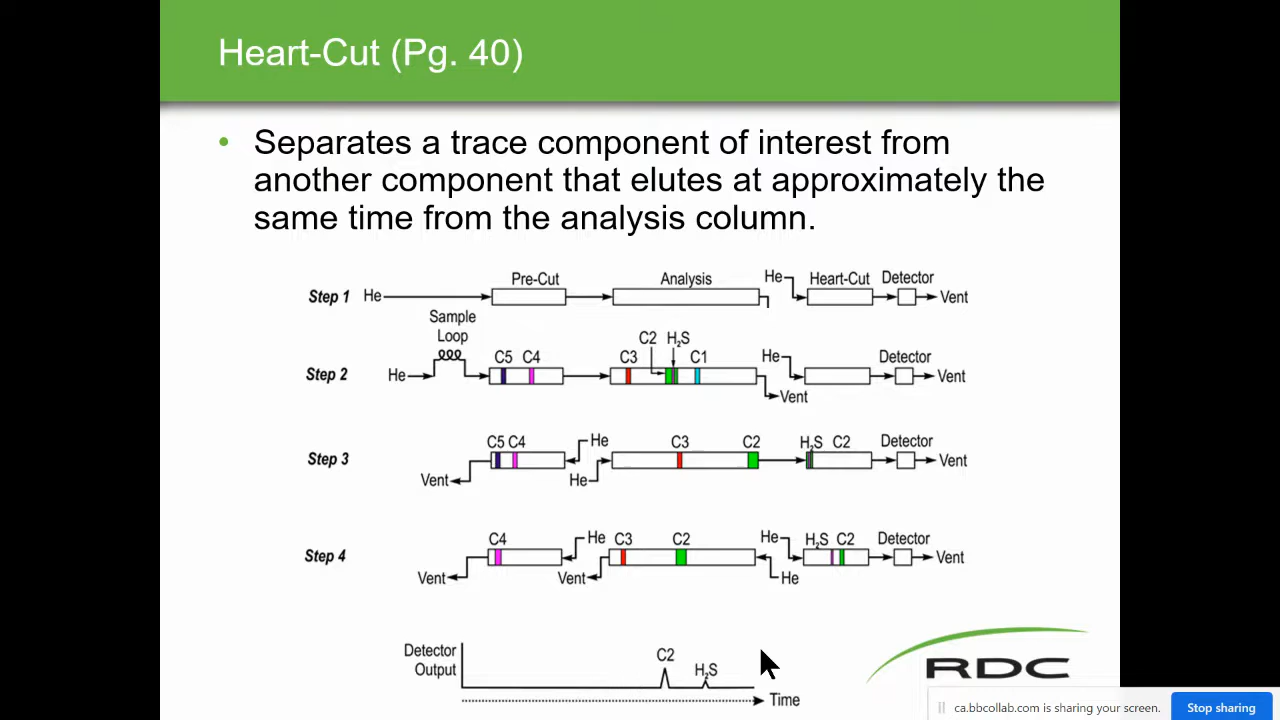 Heart-Cut (Pg. 40)
• Separates a trace component of interest from
another component that elutes at approximately the
same time from the analysis column.
Pre-Cut Analysis He Heart-Cut Detector
Step 1 He Vent
Sample
Loop
C2 H₂S
C5 C4 C3 C1 He Detector
Step 2 He Vent
Vent
C5 C4 He C3 C2 H₂S C2 Detector
Step 3 Vent
Vent He
C4 He C3 C2 He H₂S C2 Detector
Step 4 Vent
Vent Vent He
Detector
Output
C2
H₂S
Time
RDC
ca.bbcollab.com is sharing your screen. Stop sharing